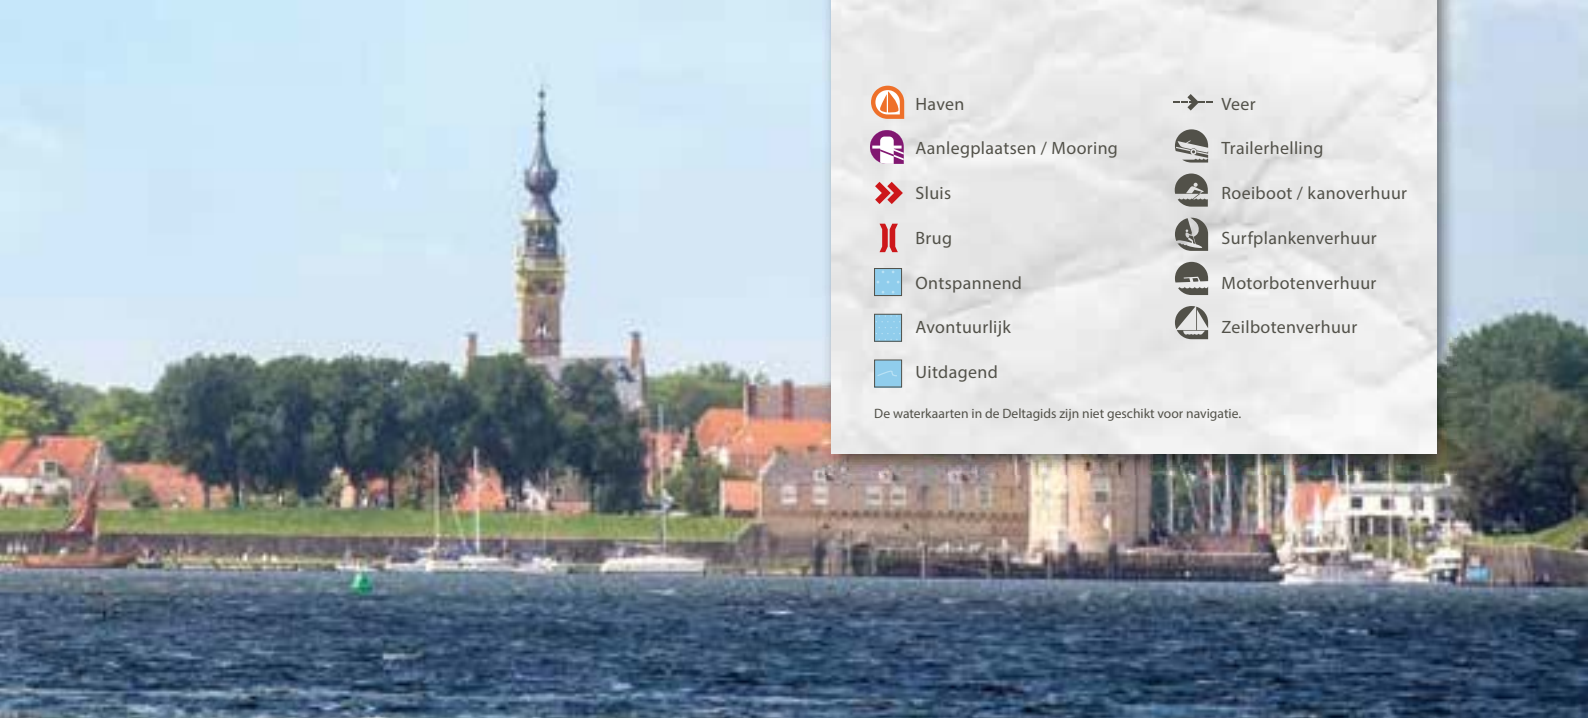 Haven
Aanlegplaatsen / Mooring
Sluis
Brug
Ontspannend
Avontuurlijk
Uitdagend
Veer
Trailerhelling
Roeiboot / kanoverhuur
Surfplankenverhuur
Motorbotenverhuur
Zeilbotenverhuur
De waterkaarten in de Deltagids zijn niet geschikt voor navigatie.